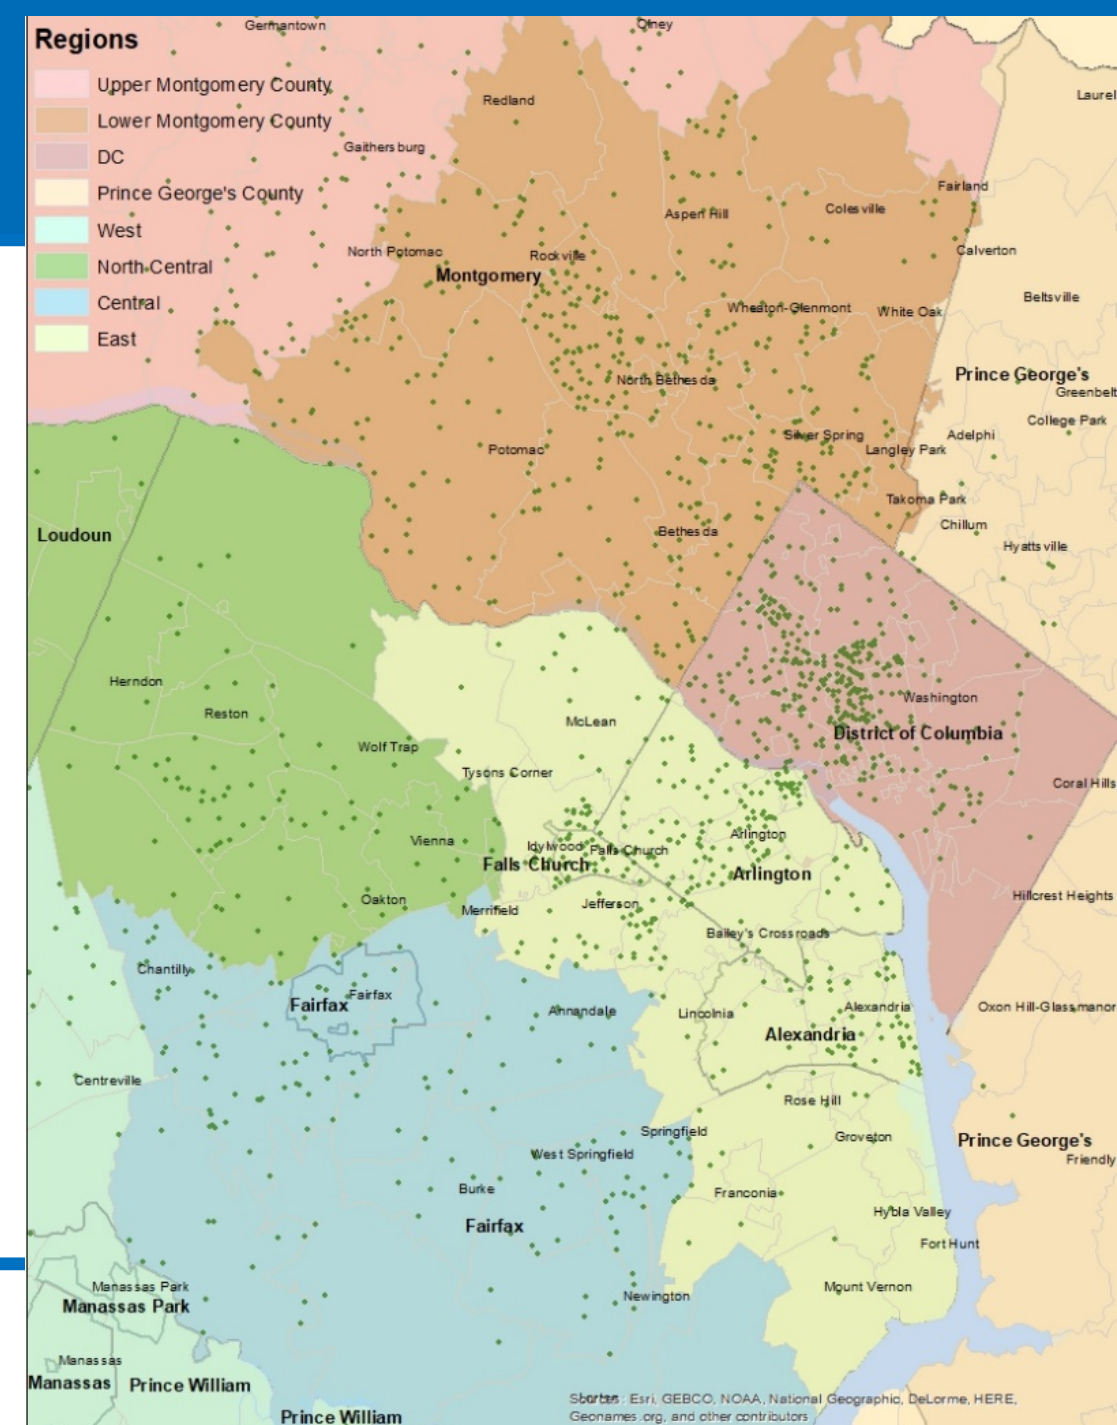 Regions
Upper Montgomery County
Lower Montgomery County
DC
Prince George's County
West
North Central
Central
East
Germantown
Olney
Redland
Laurel
Gaithersburg
Fairland
Aspen Hill
Colesville
North Potomac
Rockville
Calverton
Montgomery
Beltsville
Wheaton-Glenmont
White Oak
Prince George's
North Bethesda
Greenbelt
College Park
Silver Spring
Adelphi
Potomac
Langley Park
Takoma Park
Chillum
Loudoun
Bethesda
Hyattsville
Herndon
Washington
Reston
McLean
District of Columbia
Wolf Trap
Tysons Corner
Coral Hills
Arlington
Vienna
Idylwood
Falls Church
Falls Church
Arlington
Hillcrest Heights
Oakton
Jefferson
Merrifield
Bailey's Crossroads
Chantilly
Fairfax
Fairfax
Annandale
Lincolnia
Alexandria
Oxon Hill-Glassmanor
Alexandria
Centreville
Rose Hill
Springfield
Groveton
Prince George's
West Springfield
Friendly
Burke
Franconia
Hybla Valley
Fairfax
Fort Hunt
Manassas Park
Mount Vernon
Newington
Manassas Park
Manassas
Manassas
Prince William
Lorton
Sources: Esri, GEBCO, NOAA, National Geographic, DeLorme, HERE,
Geonames.org, and other contributors
Prince William